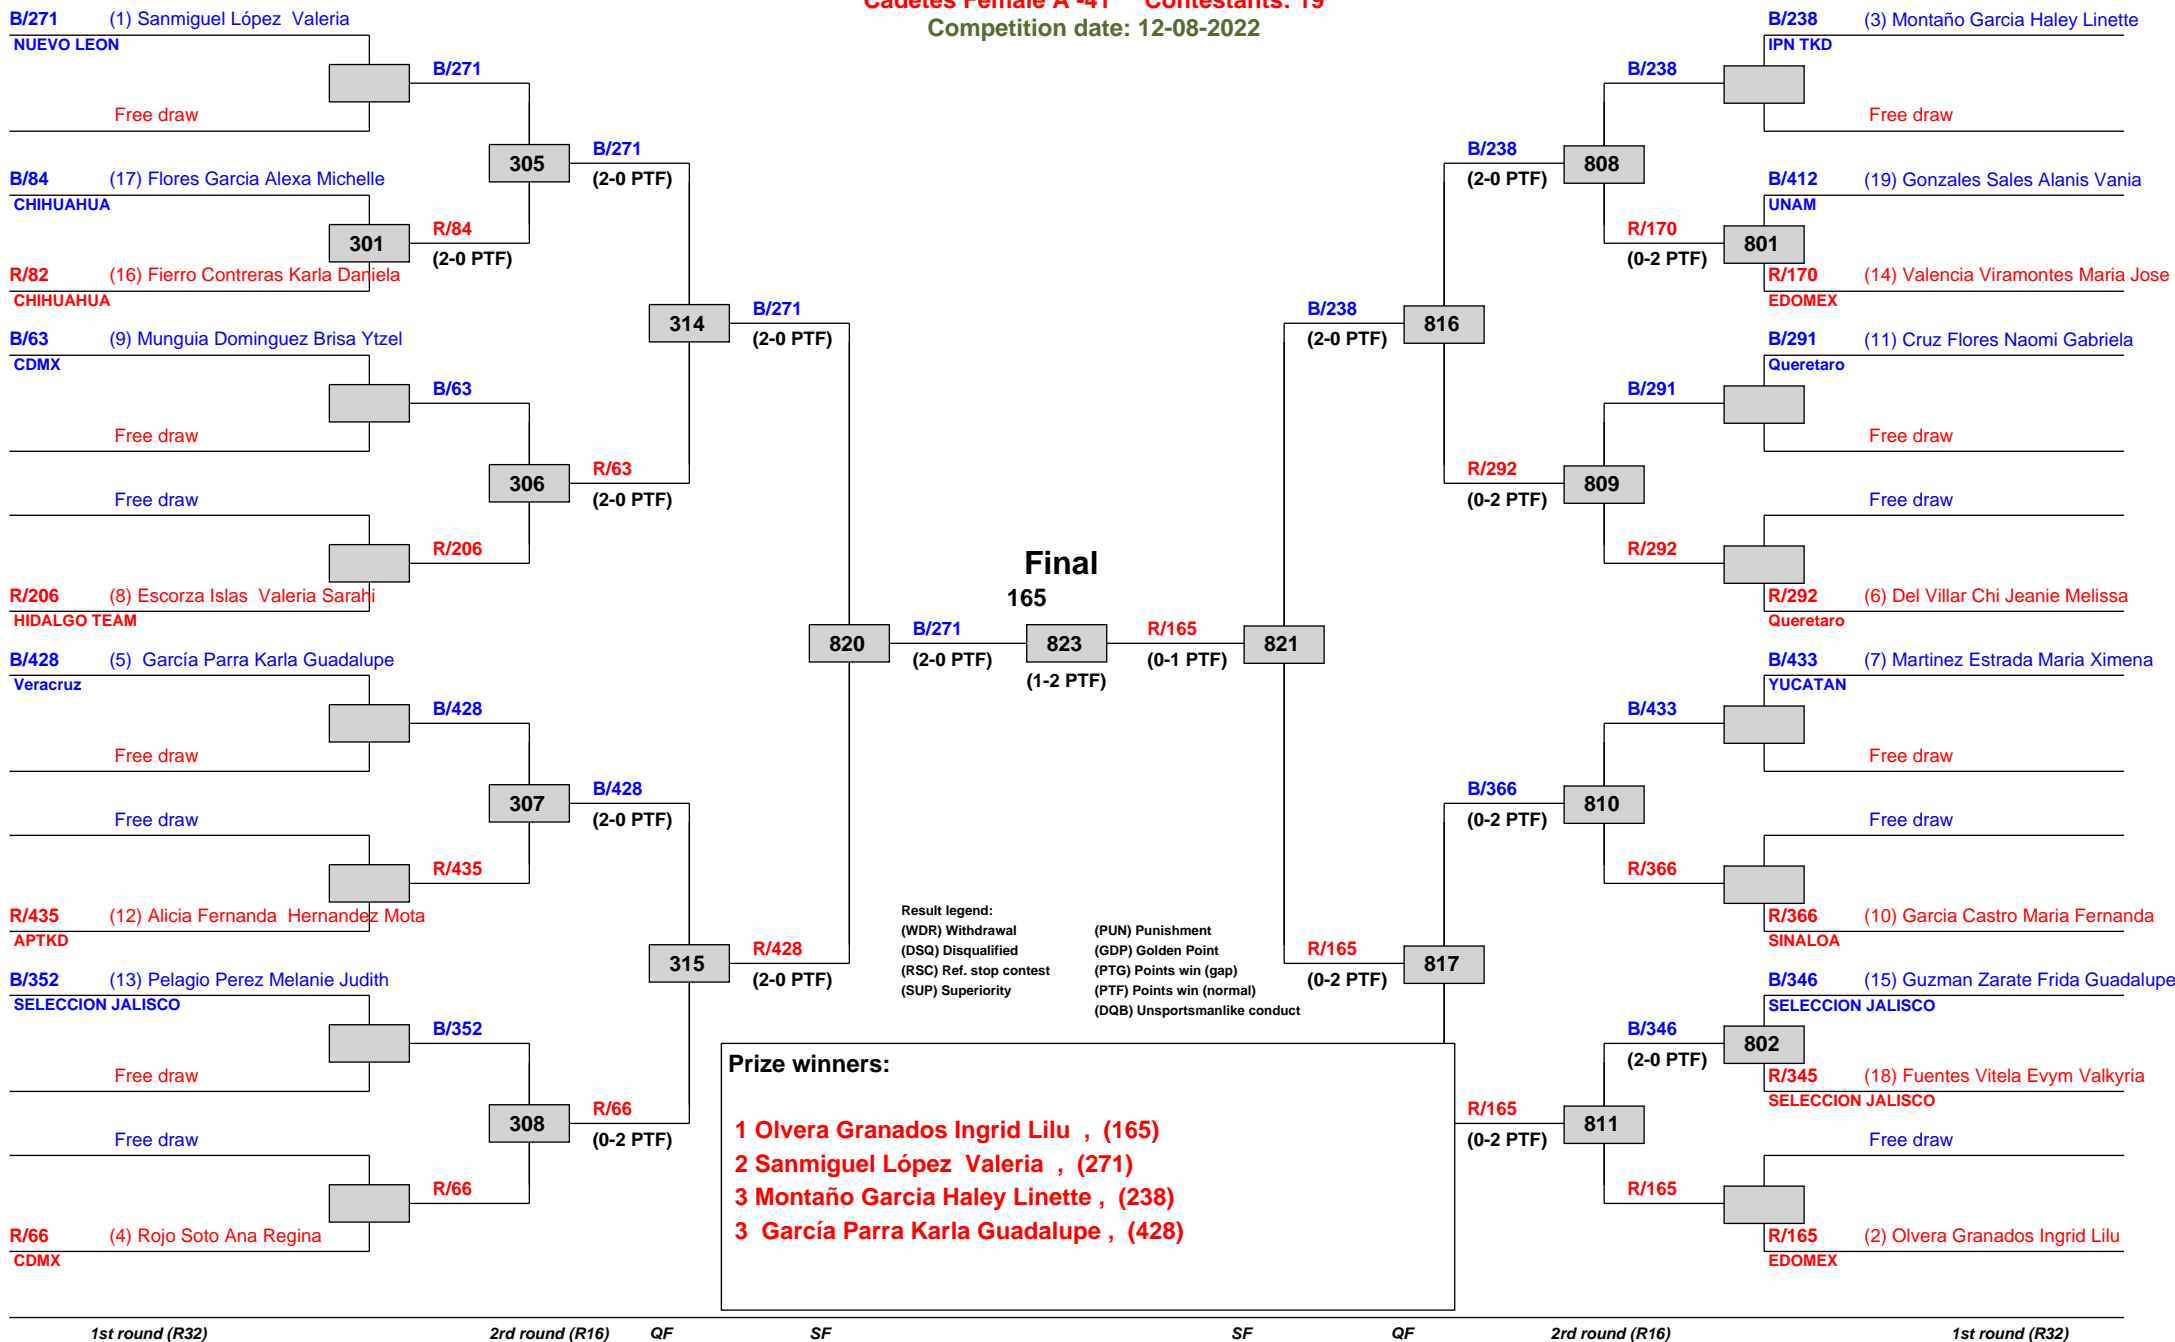 Cadetes Female A -41 Contestants: 19
Competition date: 12-08-2022
B/271 (1) Sanmiguel López Valeria
NUEVO LEON
Free draw
B/84 (17) Flores Garcia Alexa Michelle
CHIHUAHUA
R/82 (16) Fierro Contreras Karla Daniela
CHIHUAHUA
B/63 (9) Munguia Dominguez Brisa Ytzel
CDMX
Free draw
Free draw
R/206 (8) Escorza Islas Valeria Sarahi
HIDALGO TEAM
B/428 (5) García Parra Karla Guadalupe
Veracruz
Free draw
Free draw
R/435 (12) Alicia Fernanda Hernandez Mota
APTKD
B/352 (13) Pelagio Perez Melanie Judith
SELECCION JALISCO
Free draw
Free draw
R/66 (4) Rojo Soto Ana Regina
CDMX
301
B/271
R/84
(2-0 PTF)
B/63
R/206
B/428
R/435
B/352
R/66
305
306
307
308
B/271
(2-0 PTF)
R/63
(2-0 PTF)
B/428
(2-0 PTF)
R/66
(0-2 PTF)
314
315
B/271
(2-0 PTF)
R/428
(2-0 PTF)
820
B/271
(2-0 PTF)
Final
165
823
(1-2 PTF)
R/165
(0-1 PTF)
821
B/238
(2-0 PTF)
R/165
(0-2 PTF)
816
817
B/238
(2-0 PTF)
R/292
(0-2 PTF)
B/366
(0-2 PTF)
R/165
(0-2 PTF)
808
809
810
811
B/238
R/170
(0-2 PTF)
B/291
R/292
B/433
R/366
B/346
(2-0 PTF)
R/165
801
802
B/238 (3) Montaño Garcia Haley Linette
IPN TKD
Free draw
B/412 (19) Gonzales Sales Alanis Vania
UNAM
R/170 (14) Valencia Viramontes Maria Jose
EDOMEX
B/291 (11) Cruz Flores Naomi Gabriela
Queretaro
Free draw
Free draw
R/292 (6) Del Villar Chi Jeanie Melissa
Queretaro
B/433 (7) Martinez Estrada Maria Ximena
YUCATAN
Free draw
Free draw
R/366 (10) Garcia Castro Maria Fernanda
SINALOA
B/346 (15) Guzman Zarate Frida Guadalupe
SELECCION JALISCO
R/345 (18) Fuentes Vitela Evym Valkyria
SELECCION JALISCO
Free draw
R/165 (2) Olvera Granados Ingrid Lilu
EDOMEX
Result legend:
(WDR) Withdrawal (PUN) Punishment
(DSQ) Disqualified (GDP) Golden Point
(RSC) Ref. stop contest (PTG) Points win (gap)
(SUP) Superiority (PTF) Points win (normal)
(DQB) Unsportsmanlike conduct
Prize winners:
1 Olvera Granados Ingrid Lilu , (165)
2 Sanmiguel López Valeria , (271)
3 Montaño Garcia Haley Linette , (238)
3 García Parra Karla Guadalupe , (428)
1st round (R32) 2rd round (R16) QF SF SF QF 2rd round (R16) 1st round (R32)